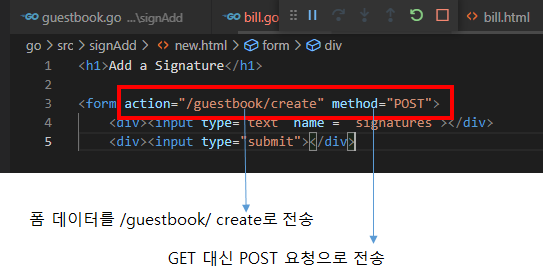 guestbook.go ...\signAdd bill.go bill.html
go > src > signAdd > new.html > form > div
1 <h1>Add a Signature</h1>
2
3 <form action="/guestbook/create" method="POST">
4 <div><input type="text" name = "signatures"></div>
5 <div><input type="submit"></div>
폼 데이터를 /guestbook/ create로 전송
GET 대신 POST 요청으로 전송